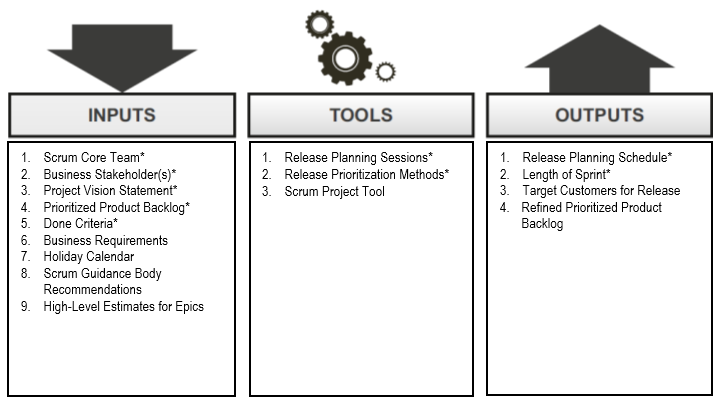 INPUTS
1. Scrum Core Team*
2. Business Stakeholder(s)*
3. Project Vision Statement*
4. Prioritized Product Backlog*
5. Done Criteria*
6. Business Requirements
7. Holiday Calendar
8. Scrum Guidance Body
Recommendations
9. High-Level Estimates for Epics
TOOLS
1. Release Planning Sessions*
2. Release Prioritization Methods*
3. Scrum Project Tool
OUTPUTS
1. Release Planning Schedule*
2. Length of Sprint*
3. Target Customers for Release
4. Refined Prioritized Product
Backlog